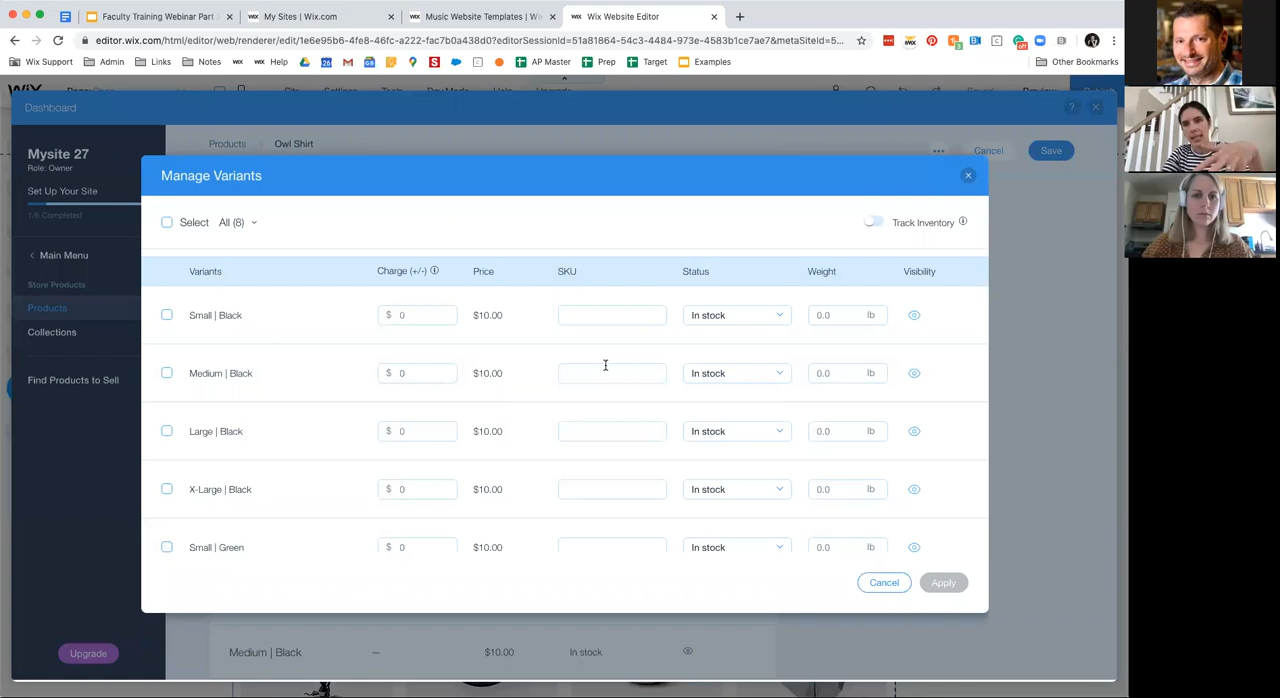 Faculty Training Webinar Part 2
My Sites | Wix.com
Music Website Templates | Wi
Wix Website Editor
editor.wix.com/html/editor/web/renderer/edit/1e6e95b6-4fe8-46fc-a222-fac7b0a4380d?editorSessionId=51a81864-54c3-4484-973e-4583b1ce7ae7&metaSiteId=5...
Wix Support Admin Links Notes Help AP Master Prep Target Examples Other Bookmarks
Dashboard
Mysite 27
Role: Owner
Set Up Your Site
1/6 Completed
Main Menu
Store Products
Products
Collections
Find Products to Sell
Upgrade
Products Owl Shirt
Cancel Save
Manage Variants
Select All (8)
Track Inventory
Variants Charge (+/-) Price SKU Status Weight Visibility
Small | Black $ 0 $10.00 In stock 0.0 lb
Medium | Black $ 0 $10.00 In stock 0.0 lb
Large | Black $ 0 $10.00 In stock 0.0 lb
X-Large | Black $ 0 $10.00 In stock 0.0 lb
Small | Green $ 0 $10.00 In stock 0.0 lb
Cancel Apply
Medium | Black — $10.00 In stock